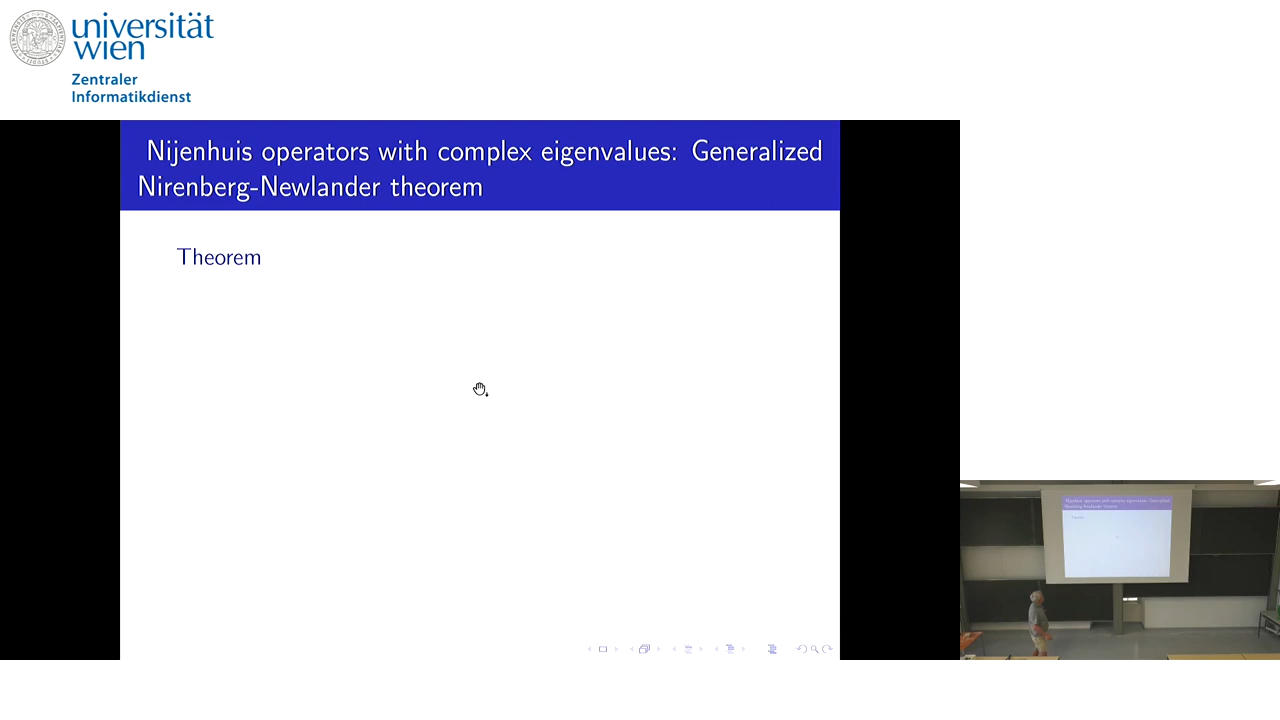 universität
wien
Zentraler
Informatikdienst
Nijenhuis operators with complex eigenvalues: Generalized
Nirenberg-Newlander theorem
Theorem